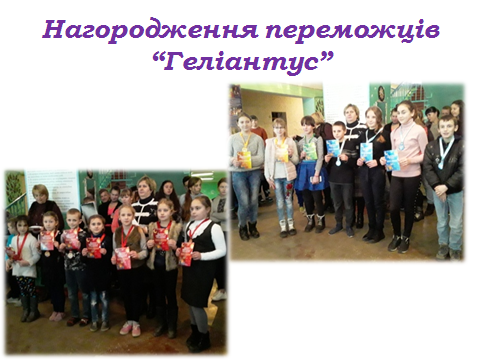 Нагородження переможців
“Геліантус”